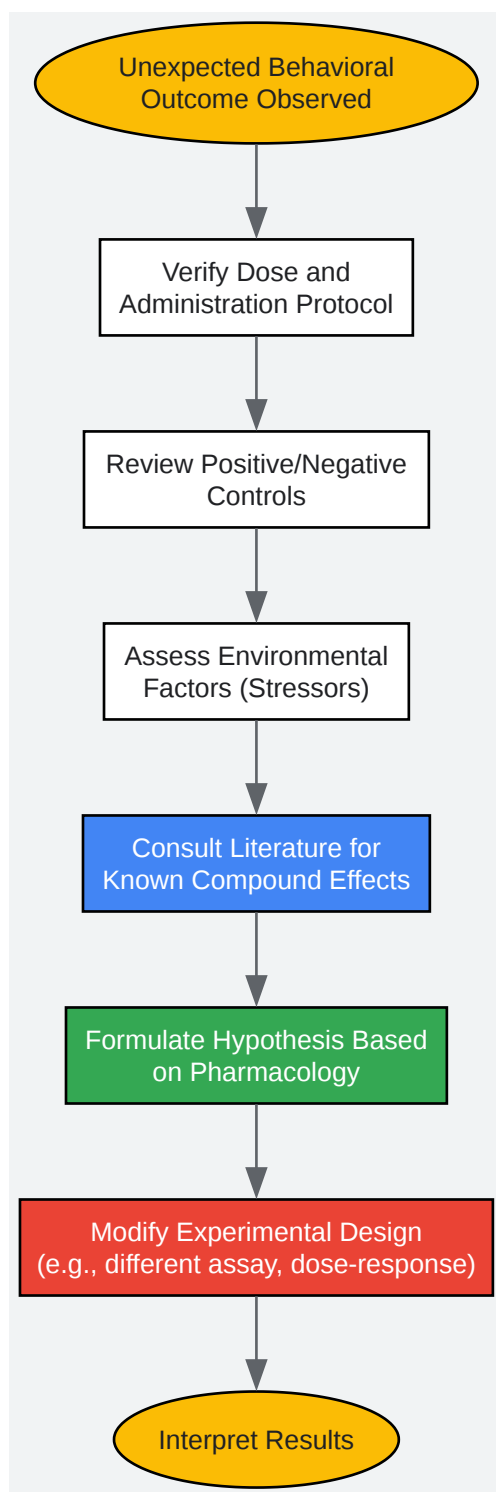 Unexpected Behavioral
Outcome Observed
Verify Dose and
Administration Protocol
Review Positive/Negative
Controls
Assess Environmental
Factors (Stressors)
Consult Literature for
Known Compound Effects
Formulate Hypothesis Based
on Pharmacology
Modify Experimental Design
(e.g., different assay, dose-response)
Interpret Results